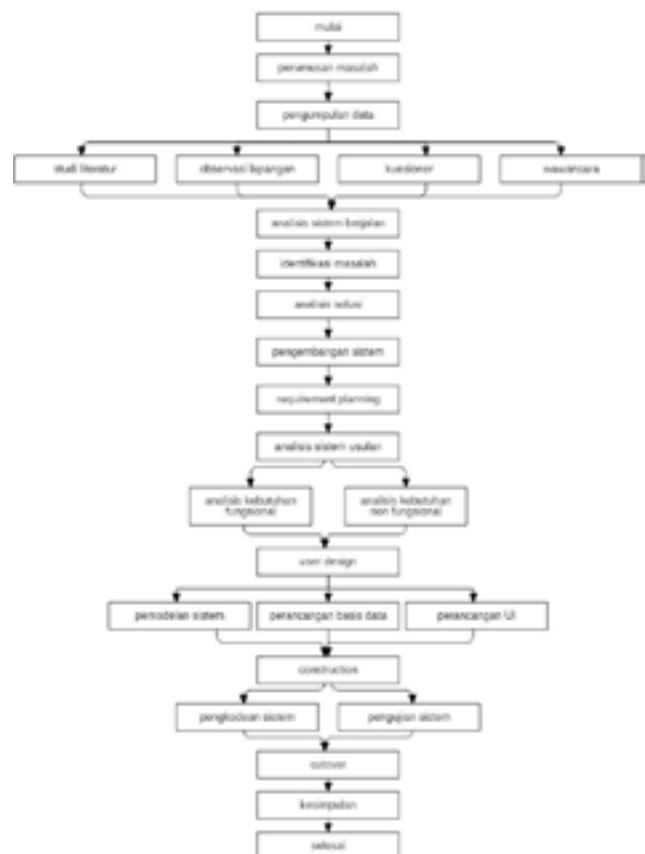 mulai
perumusan masalah
pengumpulan data
studi literatur
observasi lapangan
kuesioner
wawancara
analisis sistem berjalan
identifikasi masalah
analisis solusi
pengembangan sistem
requirement planning
analisis sistem usulan
analisis kebutuhan
fungsional
analisis kebutuhan
non fungsional
user design
pemodelan sistem
perancangan basis data
perancangan UI
construction
pengkodean sistem
pengujian sistem
cutover
kesimpulan
selesai